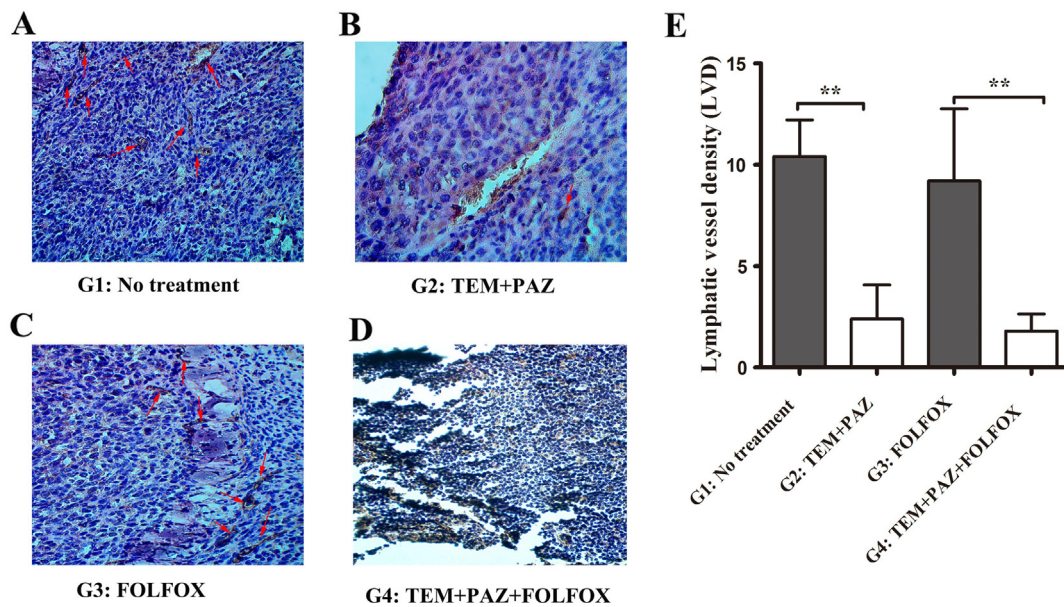 A
B
G1: No treatment
G2: TEM+PAZ
C
D
G3: FOLFOX
G4: TEM+PAZ+FOLFOX
E
Lymphatic vessel density (LVD)
15
10
5
0
**
**
G1: No treatment
G2: TEM+PAZ
G3: FOLFOX
G4: TEM+PAZ+FOLFOX